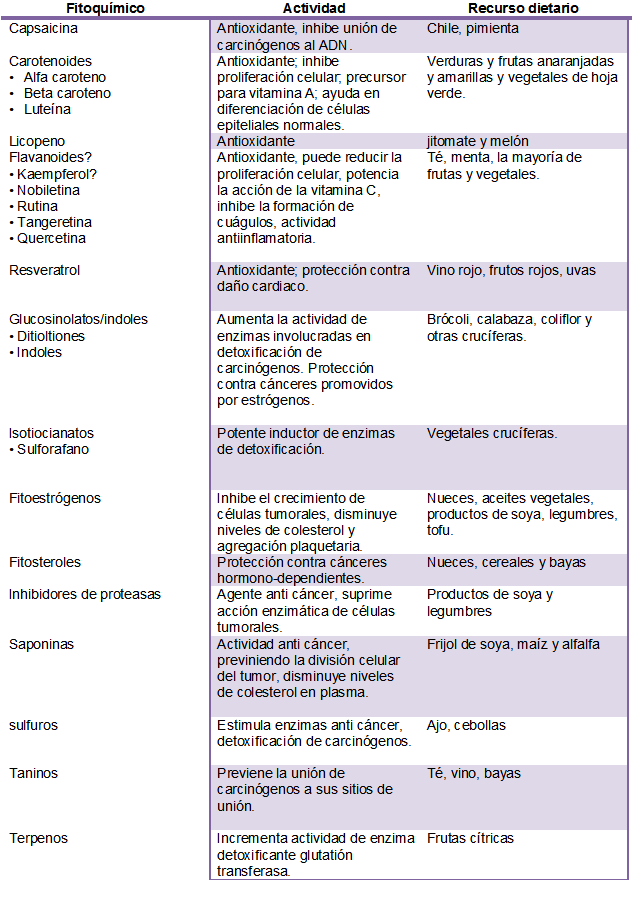 Fitoquímico Actividad Recurso dietario
Capsaicina Antioxidante, inhibe unión de Chile, pimienta
carcinógenos al ADN.
Carotenoides Antioxidante; inhibe Verduras y frutas anaranjadas
• Alfa caroteno proliferación celular; precursor y amarillas y vegetales de hoja
• Beta caroteno para vitamina A; ayuda en verde.
• Luteína diferenciación de células
epiteliales normales.
Licopeno Antioxidante jitomate y melón
Flavanoides? Antioxidante, puede reducir la Té, menta, la mayoría de
• Kaempferol? proliferación celular, potencia frutas y vegetales.
• Nobiletina la acción de la vitamina C,
• Rutina inhibe la formación de
• Tangeretina cuágulos, actividad
• Quercetina antiinflamatoria.
Resveratrol Antioxidante; protección contra Vino rojo, frutos rojos, uvas
daño cardiaco.
Glucosinolatos/indoles Aumenta la actividad de Brócoli, calabaza, coliflor y
• Ditioltiones enzimas involucradas en otras crucíferas.
• Indoles detoxificación de
carcinógenos. Protección
contra cánceres promovidos
por estrógenos.
Isotiocianatos Potente inductor de enzimas Vegetales crucíferas.
• Sulforafano de detoxificación.
Fitoestrógenos Inhibe el crecimiento de Nueces, aceites vegetales,
células tumorales, disminuye productos de soya, legumbres,
niveles de colesterol y tofu.
agregación plaquetaria.
Fitosteroles Protección contra cánceres Nueces, cereales y bayas
hormono-dependientes.
Inhibidores de proteasas Agente anti cáncer, suprime Productos de soya y
acción enzimática de células legumbres
tumorales.
Saponinas Actividad anti cáncer, Frijol de soya, maíz y alfalfa
previniendo la división celular
del tumor, disminuye niveles
de colesterol en plasma.
sulfuros Estimula enzimas anti cáncer, Ajo, cebollas
detoxificación de carcinógenos.
Taninos Previene la unión de Té, vino, bayas
carcinógenos a sus sitios de
unión.
Terpenos Incrementa actividad de enzima Frutas cítricas
detoxificante glutatión
transferasa.